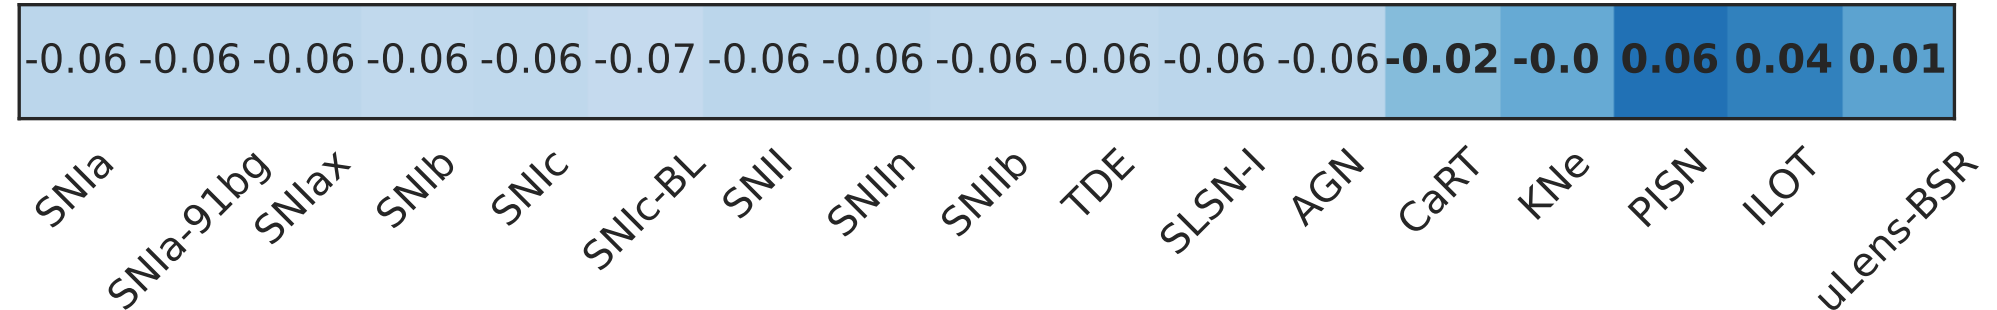 -0.06 -0.06 -0.06 -0.06 -0.06 -0.07 -0.06 -0.06 -0.06 -0.06 -0.06 -0.06 -0.02 -0.0 0.06 0.04 0.01
SNIa
SNIa-91bg
SNIax
SNIb
SNIc
SNIc-BL
SNII
SNIIn
SNIIb
TDE
SLSN-I
AGN
CaRT
KNe
PISN
ILOT
uLens-BSR